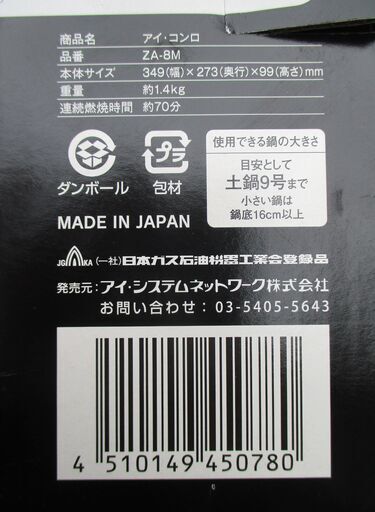 商品名 アイ・コンロ
品番 ZA-8M
本体サイズ 349(幅)×273(奥行)×99(高さ)mm
重量 約1.4kg
連続燃焼時間 約70分
使用できる鍋の大きさ
目安として
土鍋9号まで
小さい鍋は
鍋底16cm以上
プラ
ダンボール 包材
MADE IN JAPAN
JGKA (一社)日本ガス石油機器工業会登録品
発売元:アイ・システムネットワーク株式会社
お問い合わせ:03-5405-5643
4 510149 450780